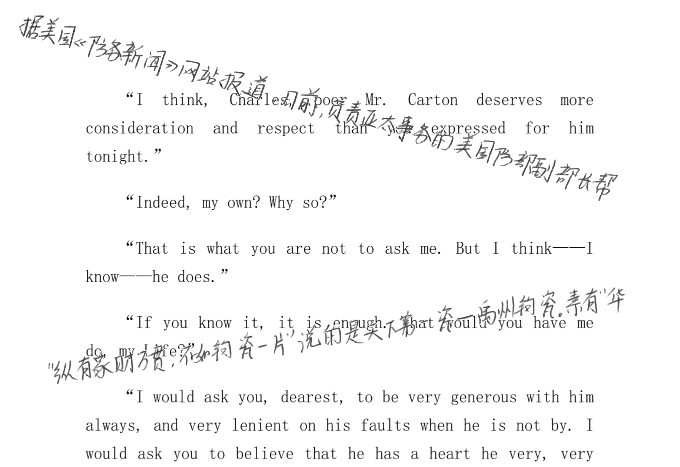 据美国《防务新闻》网站报道 日前，负责亚太事务的美国防部副部长帮
“I think, Charles, poor Mr. Carton deserves more
consideration and respect than you expressed for him
tonight.”
“Indeed, my own? Why so?”
“That is what you are not to ask me. But I think——I
know——he does.”
“If you know it, it is enough. What would you have me
do, my Life?”
“纵有家财万贯，不如钧瓷一片”说的是天下第一瓷—禹州钧瓷。素有“华
“I would ask you, dearest, to be very generous with him
always, and very lenient on his faults when he is not by. I
would ask you to believe that he has a heart he very, very